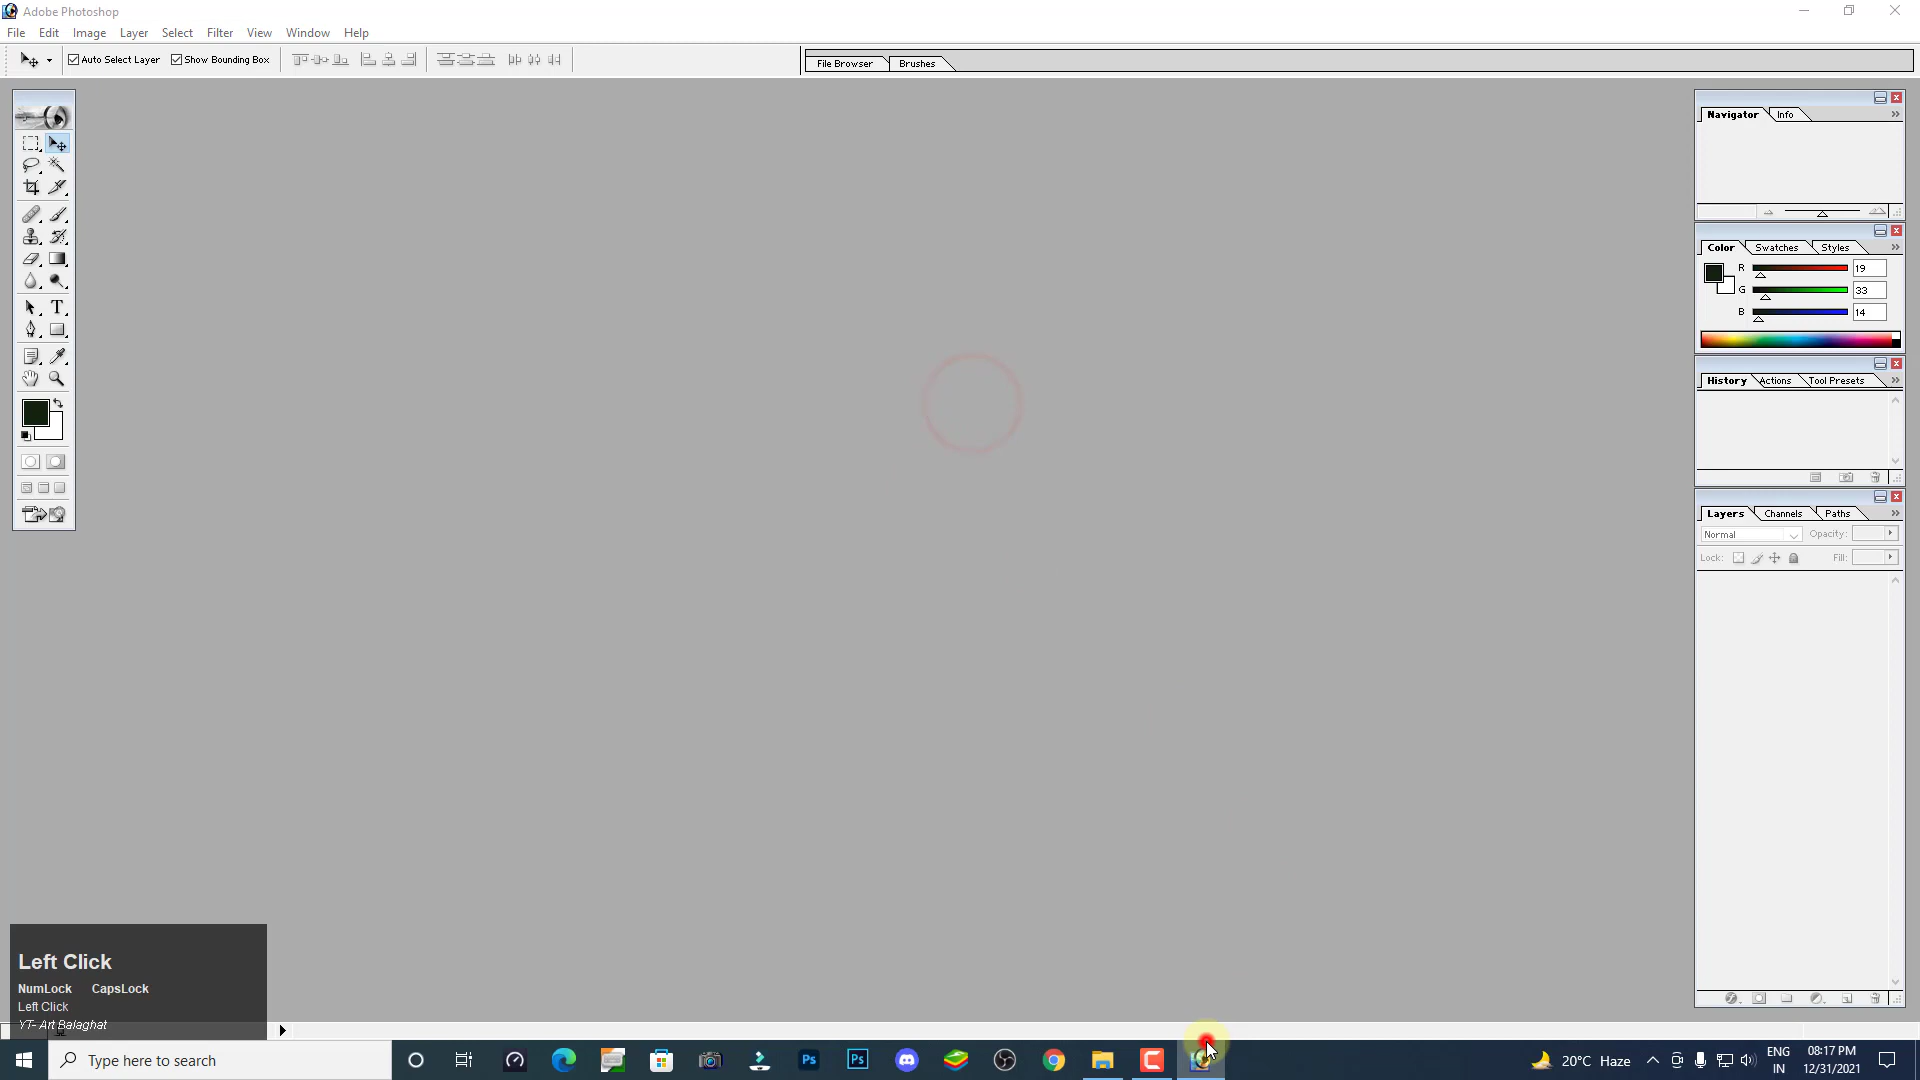 Adobe Photoshop
File Edit Image Layer Select Filter View Window Help
Auto Select Layer Show Bounding Box File Browser Brushes
Navigator Info
Color Swatches Styles
R 19
G 33
B 14
History Actions Tool Presets
Layers Channels Paths
Normal Opacity:
Lock: Fill:
T
Left Click
NumLock CapsLock
Left Click
YT- Art Balaghat
Type here to search
Ps
Ps
20°C Haze
ENG
IN
08:17 PM
12/31/2021